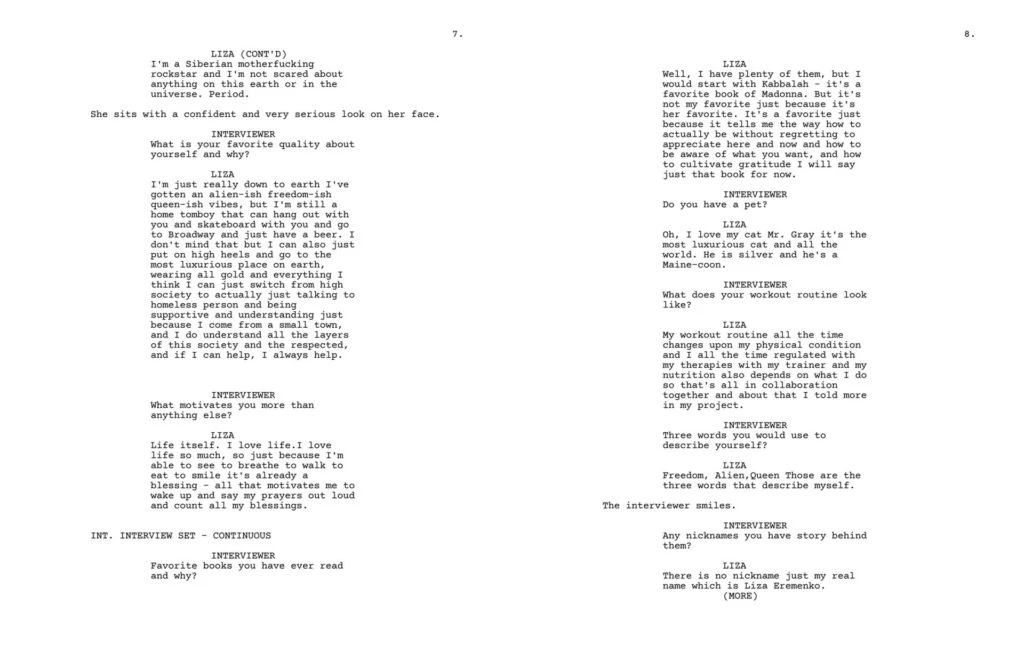 7.
LIZA (CONT'D)
I'm a Siberian motherfucking
rockstar and I'm not scared about
anything on this earth or in the
universe. Period.
She sits with a confident and very serious look on her face.
INTERVIEWER
What is your favorite quality about
yourself and why?
LIZA
I'm just really down to earth I've
gotten an alien-ish freedom-ish
queen-ish vibes, but I'm still a
home tomboy that can hang out with
you and skateboard with you and go
to Broadway and just have a beer. I
don't mind that but I can also just
put on high heels and go to the
most luxurious place on earth,
wearing all gold and everything I
think I can just switch from high
society to actually just talking to
homeless person and being
supportive and understanding just
because I come from a small town,
and I do understand all the layers
of this society and the respected,
and if I can help, I always help.
INTERVIEWER
What motivates you more than
anything else?
LIZA
Life itself. I love life.I love
life so much, so just because I'm
able to see to breathe to walk to
eat to smile it's already a
blessing - all that motivates me to
wake up and say my prayers out loud
and count all my blessings.
INT. INTERVIEW SET - CONTINUOUS
INTERVIEWER
Favorite books you have ever read
and why?
8.
LIZA
Well, I have plenty of them, but I
would start with Kabbalah - it's a
favorite book of Madonna. But it's
not my favorite just because it's
her favorite. It's a favorite just
because it tells me the way how to
actually be without regretting to
appreciate here and now and how to
be aware of what you want, and how
to cultivate gratitude I will say
just that book for now.
INTERVIEWER
Do you have a pet?
LIZA
Oh, I love my cat Mr. Gray it's the
most luxurious cat and all the
world. He is silver and he's a
Maine-coon.
INTERVIEWER
What does your workout routine look
like?
LIZA
My workout routine all the time
changes upon my physical condition
and I all the time regulated with
my therapies with my trainer and my
nutrition also depends on what I do
so that's all in collaboration
together and about that I told more
in my project.
INTERVIEWER
Three words you would use to
describe yourself?
LIZA
Freedom, Alien,Queen Those are the
three words that describe myself.
The interviewer smiles.
INTERVIEWER
Any nicknames you have story behind
them?
LIZA
There is no nickname just my real
name which is Liza Eremenko.
(MORE)